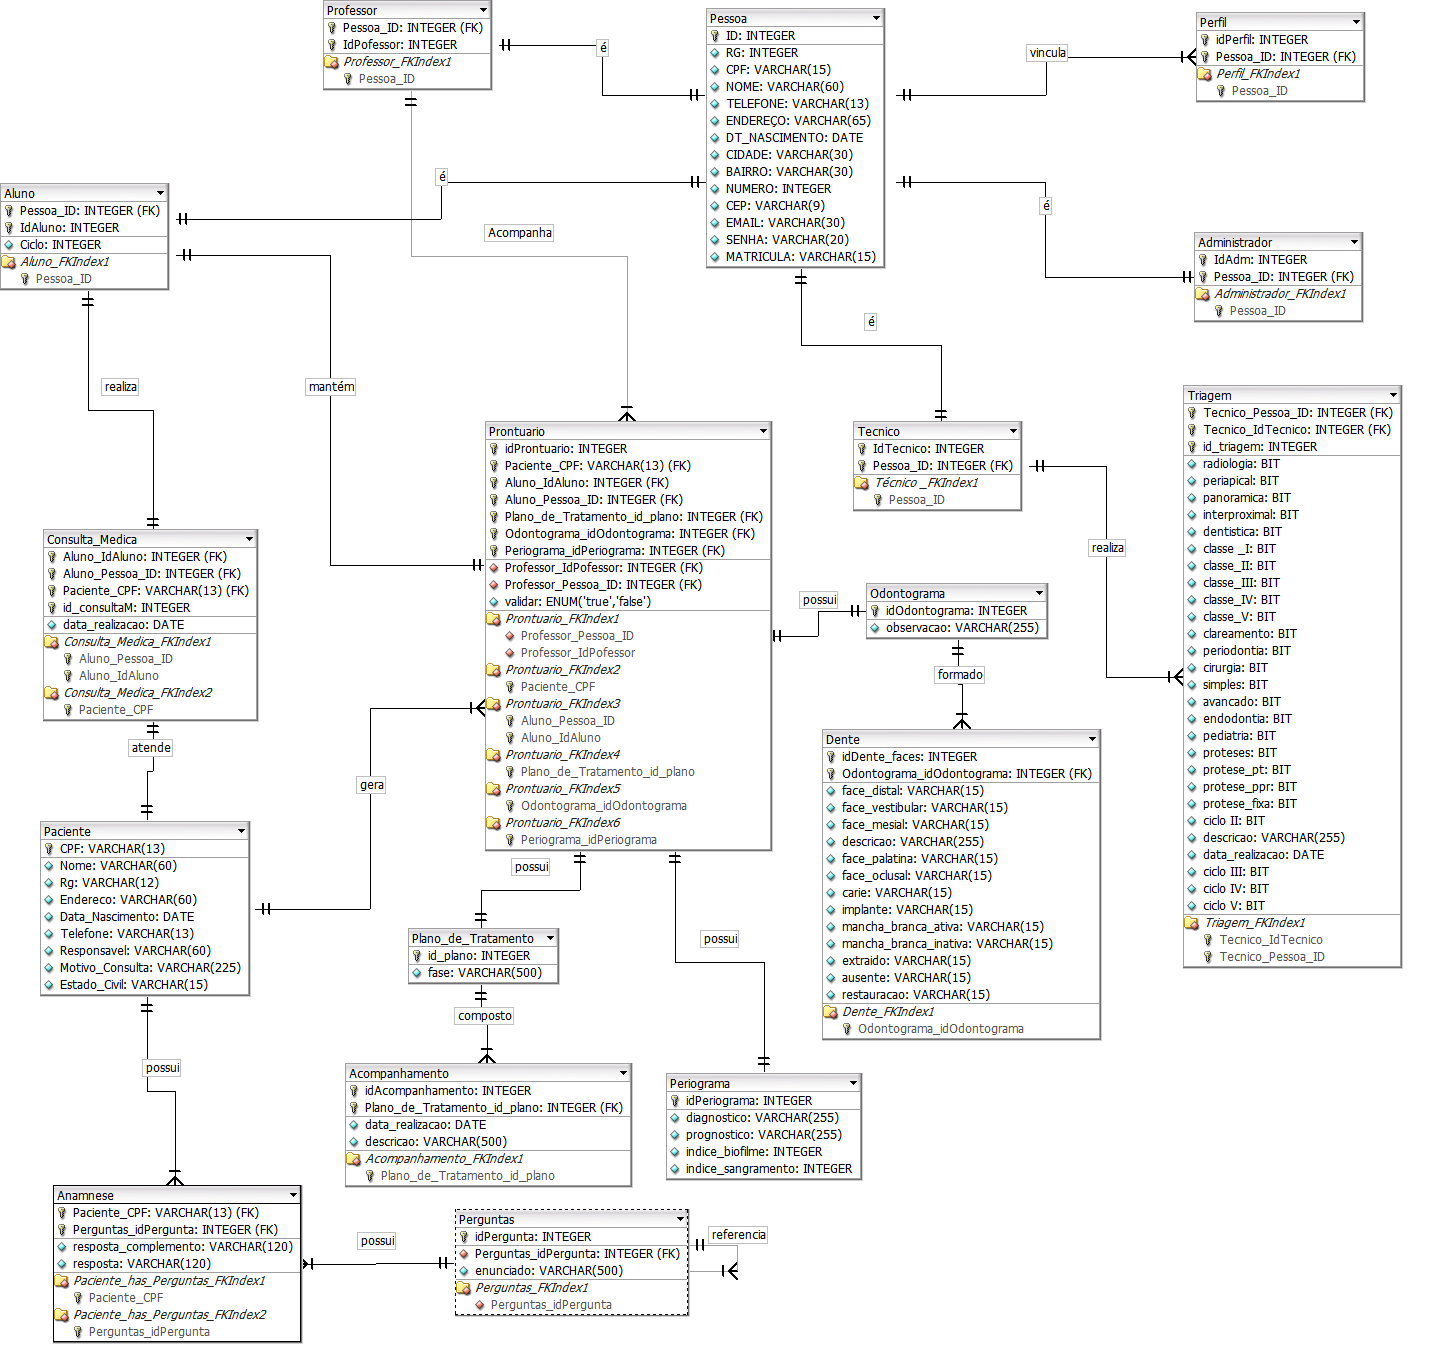 Professor
Pessoa_ID: INTEGER (FK)
IdPofessor: INTEGER
Professor_FKIndex1
Pessoa_ID
é
Pessoa
ID: INTEGER
RG: INTEGER
CPF: VARCHAR(15)
NOME: VARCHAR(60)
TELEFONE: VARCHAR(13)
ENDEREÇO: VARCHAR(65)
DT_NASCIMENTO: DATE
CIDADE: VARCHAR(30)
BAIRRO: VARCHAR(30)
NUMERO: INTEGER
CEP: VARCHAR(9)
EMAIL: VARCHAR(30)
SENHA: VARCHAR(20)
MATRICULA: VARCHAR(15)
vincula
Perfil
idPerfil: INTEGER
Pessoa_ID: INTEGER (FK)
Perfil_FKIndex1
Pessoa_ID
Aluno
Pessoa_ID: INTEGER (FK)
IdAluno: INTEGER
Ciclo: INTEGER
Aluno_FKIndex1
Pessoa_ID
é
Acompanha
é
Administrador
IdAdm: INTEGER
Pessoa_ID: INTEGER (FK)
Administrador_FKIndex1
Pessoa_ID
é
realiza
mantém
Prontuario
idProntuario: INTEGER
Paciente_CPF: VARCHAR(13) (FK)
Aluno_IdAluno: INTEGER (FK)
Aluno_Pessoa_ID: INTEGER (FK)
Plano_de_Tratamento_id_plano: INTEGER (FK)
Odontograma_idOdontograma: INTEGER (FK)
Periograma_idPeriograma: INTEGER (FK)
Professor_IdPofessor: INTEGER (FK)
Professor_Pessoa_ID: INTEGER (FK)
validar: ENUM('true','false')
Prontuario_FKIndex1
Professor_Pessoa_ID
Professor_IdPofessor
Prontuario_FKIndex2
Paciente_CPF
Prontuario_FKIndex3
Aluno_Pessoa_ID
Aluno_IdAluno
Prontuario_FKIndex4
Plano_de_Tratamento_id_plano
Prontuario_FKIndex5
Odontograma_idOdontograma
Prontuario_FKIndex6
Periograma_idPeriograma
Tecnico
IdTecnico: INTEGER
Pessoa_ID: INTEGER (FK)
Técnico _FKIndex1
Pessoa_ID
realiza
Triagem
Tecnico_Pessoa_ID: INTEGER (FK)
Tecnico_IdTecnico: INTEGER (FK)
id_triagem: INTEGER
radiologia: BIT
periapical: BIT
panoramica: BIT
interproximal: BIT
dentistica: BIT
classe _I: BIT
classe_II: BIT
classe_III: BIT
classe_IV: BIT
classe_V: BIT
clareamento: BIT
periodontia: BIT
cirurgia: BIT
simples: BIT
avancado: BIT
endodontia: BIT
pediatria: BIT
proteses: BIT
protese_pt: BIT
protese_ppr: BIT
protese_fixa: BIT
ciclo II: BIT
descricao: VARCHAR(255)
data_realizacao: DATE
ciclo III: BIT
ciclo IV: BIT
ciclo V: BIT
Triagem_FKIndex1
Tecnico_IdTecnico
Tecnico_Pessoa_ID
Consulta_Medica
Aluno_IdAluno: INTEGER (FK)
Aluno_Pessoa_ID: INTEGER (FK)
Paciente_CPF: VARCHAR(13) (FK)
id_consultaM: INTEGER
data_realizacao: DATE
Consulta_Medica_FKIndex1
Aluno_Pessoa_ID
Aluno_IdAluno
Consulta_Medica_FKIndex2
Paciente_CPF
possui
Odontograma
idOdontograma: INTEGER
observacao: VARCHAR(255)
formado
Dente
idDente_faces: INTEGER
Odontograma_idOdontograma: INTEGER (FK)
face_distal: VARCHAR(15)
face_vestibular: VARCHAR(15)
face_mesial: VARCHAR(15)
descricao: VARCHAR(255)
face_palatina: VARCHAR(15)
face_oclusal: VARCHAR(15)
carie: VARCHAR(15)
implante: VARCHAR(15)
mancha_branca_ativa: VARCHAR(15)
mancha_branca_inativa: VARCHAR(15)
extraido: VARCHAR(15)
ausente: VARCHAR(15)
restauracao: VARCHAR(15)
Dente_FKIndex1
Odontograma_idOdontograma
atende
gera
Paciente
CPF: VARCHAR(13)
Nome: VARCHAR(60)
Rg: VARCHAR(12)
Endereco: VARCHAR(60)
Data_Nascimento: DATE
Telefone: VARCHAR(13)
Responsavel: VARCHAR(60)
Motivo_Consulta: VARCHAR(225)
Estado_Civil: VARCHAR(15)
possui
Plano_de_Tratamento
id_plano: INTEGER
fase: VARCHAR(500)
possui
composto
possui
Acompanhamento
idAcompanhamento: INTEGER
Plano_de_Tratamento_id_plano: INTEGER (FK)
data_realizacao: DATE
descricao: VARCHAR(500)
Acompanhamento_FKIndex1
Plano_de_Tratamento_id_plano
Periograma
idPeriograma: INTEGER
diagnostico: VARCHAR(255)
prognostico: VARCHAR(255)
indice_biofilme: INTEGER
indice_sangramento: INTEGER
Anamnese
Paciente_CPF: VARCHAR(13) (FK)
Perguntas_idPergunta: INTEGER (FK)
resposta_complemento: VARCHAR(120)
resposta: VARCHAR(120)
Paciente_has_Perguntas_FKIndex1
Paciente_CPF
Paciente_has_Perguntas_FKIndex2
Perguntas_idPergunta
possui
Perguntas
idPergunta: INTEGER
Perguntas_idPergunta: INTEGER (FK)
enunciado: VARCHAR(500)
Perguntas_FKIndex1
Perguntas_idPergunta
referencia